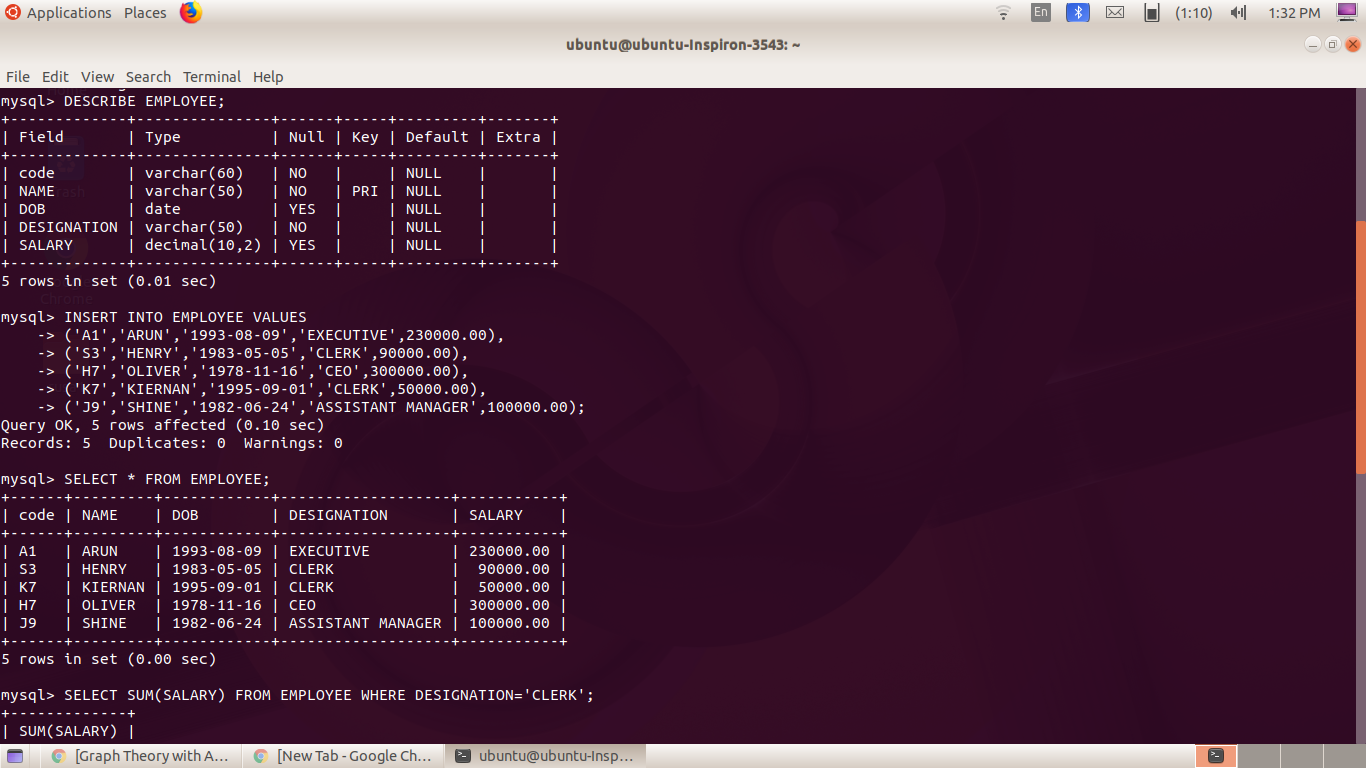 Applications Places En (1:10) 1:32 PM
ubuntu@ubuntu-Inspiron-3543: ~
File Edit View Search Terminal Help
mysql> DESCRIBE EMPLOYEE;
+-------------+---------------+------+-----+---------+-------+
| Field       | Type          | Null | Key | Default | Extra |
+-------------+---------------+------+-----+---------+-------+
| code        | varchar(60)   | NO   |     | NULL    |       |
| NAME        | varchar(50)   | NO   | PRI | NULL    |       |
| DOB         | date          | YES  |     | NULL    |       |
| DESIGNATION | varchar(50)   | NO   |     | NULL    |       |
| SALARY      | decimal(10,2) | YES  |     | NULL    |       |
+-------------+---------------+------+-----+---------+-------+
5 rows in set (0.01 sec)
Chrome
mysql> INSERT INTO EMPLOYEE VALUES
    -> ('A1','ARUN','1993-08-09','EXECUTIVE',230000.00),
    -> ('S3','HENRY','1983-05-05','CLERK',90000.00),
    -> ('H7','OLIVER','1978-11-16','CEO',300000.00),
    -> ('K7','KIERNAN','1995-09-01','CLERK',50000.00),
    -> ('J9','SHINE','1982-06-24','ASSISTANT MANAGER',100000.00);
Query OK, 5 rows affected (0.10 sec)
Records: 5  Duplicates: 0  Warnings: 0
mysql> SELECT * FROM EMPLOYEE;
+------+---------+------------+-------------------+-----------+
| code | NAME    | DOB        | DESIGNATION       | SALARY    |
+------+---------+------------+-------------------+-----------+
| A1   | ARUN    | 1993-08-09 | EXECUTIVE         | 230000.00 |
| S3   | HENRY   | 1983-05-05 | CLERK             |  90000.00 |
| K7   | KIERNAN | 1995-09-01 | CLERK             |  50000.00 |
| H7   | OLIVER  | 1978-11-16 | CEO               | 300000.00 |
| J9   | SHINE   | 1982-06-24 | ASSISTANT MANAGER | 100000.00 |
+------+---------+------------+-------------------+-----------+
5 rows in set (0.00 sec)
mysql> SELECT SUM(SALARY) FROM EMPLOYEE WHERE DESIGNATION='CLERK';
+-------------+
| SUM(SALARY) |
[Graph Theory with A... [New Tab - Google Ch... ubuntu@ubuntu-Insp...